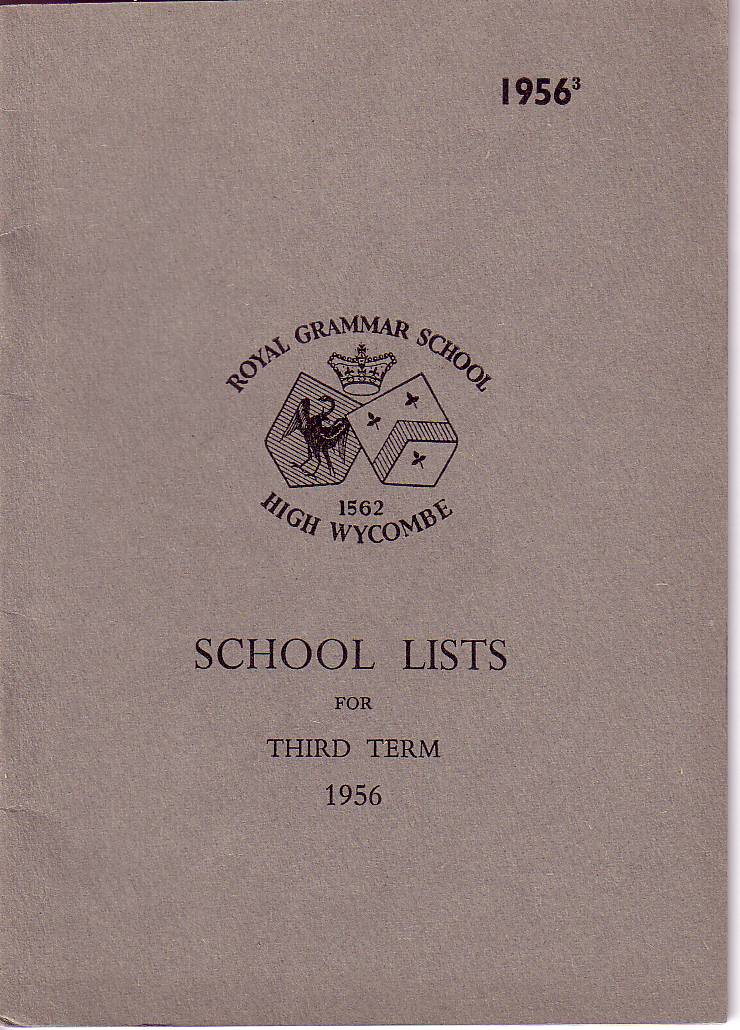 1956³
ROYAL GRAMMAR SCHOOL
1562
HIGH WYCOMBE
SCHOOL LISTS
FOR
THIRD TERM
1956